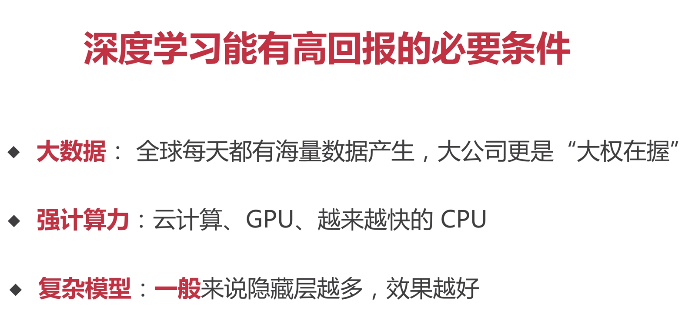 深度学习能有高回报的必要条件
◆ 大数据： 全球每天都有海量数据产生，大公司更是“大权在握”
◆ 强计算力：云计算、GPU、越来越快的 CPU
◆ 复杂模型：一般来说隐藏层越多，效果越好